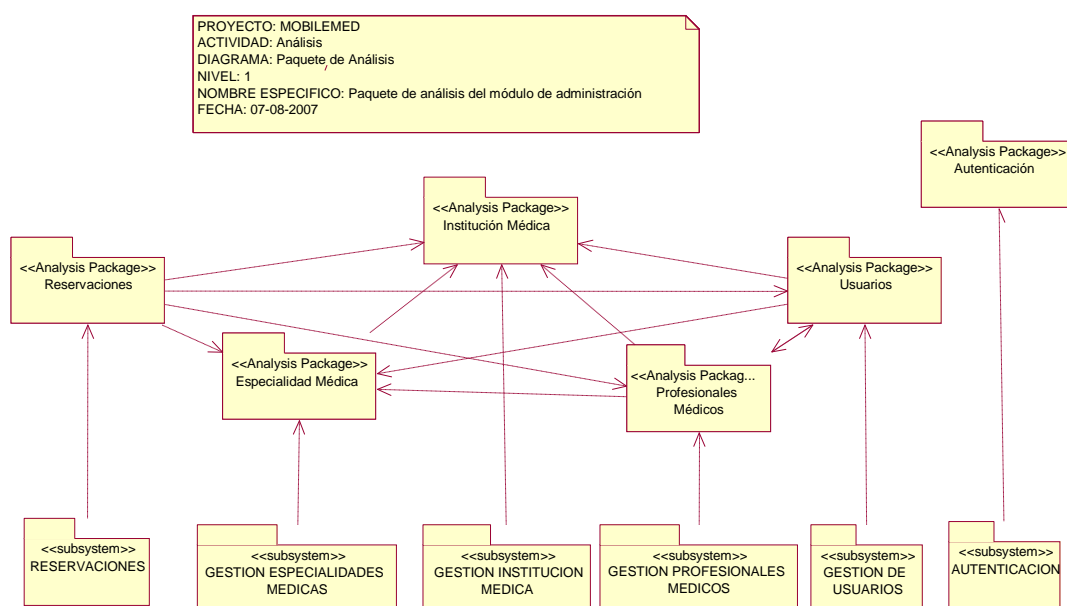 PROYECTO: MOBILEMED
ACTIVIDAD: Análisis
DIAGRAMA: Paquete de Análisis
NIVEL: 1
NOMBRE ESPECIFICO: Paquete de análisis del módulo de administración
FECHA: 07-08-2007
<<Analysis Package>>
Autenticación
<<Analysis Package>>
Institución Médica
<<Analysis Package>>
Reservaciones
<<Analysis Package>>
Usuarios
<<Analysis Package>>
Especialidad Médica
<<Analysis Packag...
Profesionales
Médicos
<<subsystem>>
RESERVACIONES
<<subsystem>>
GESTION ESPECIALIDADES
MEDICAS
<<subsystem>>
GESTION INSTITUCION
MEDICA
<<subsystem>>
GESTION PROFESIONALES
MEDICOS
<<subsystem>>
GESTION DE
USUARIOS
<<subsystem>>
AUTENTICACION